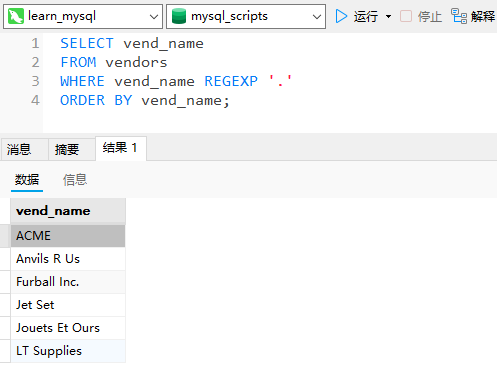 learn_mysql mysql_scripts 运行 停止 解释
1 SELECT vend_name
2 FROM vendors
3 WHERE vend_name REGEXP '.'
4 ORDER BY vend_name;
消息 摘要 结果 1
数据 信息
vend_name
ACME
Anvils R Us
Furball Inc.
Jet Set
Jouets Et Ours
LT Supplies